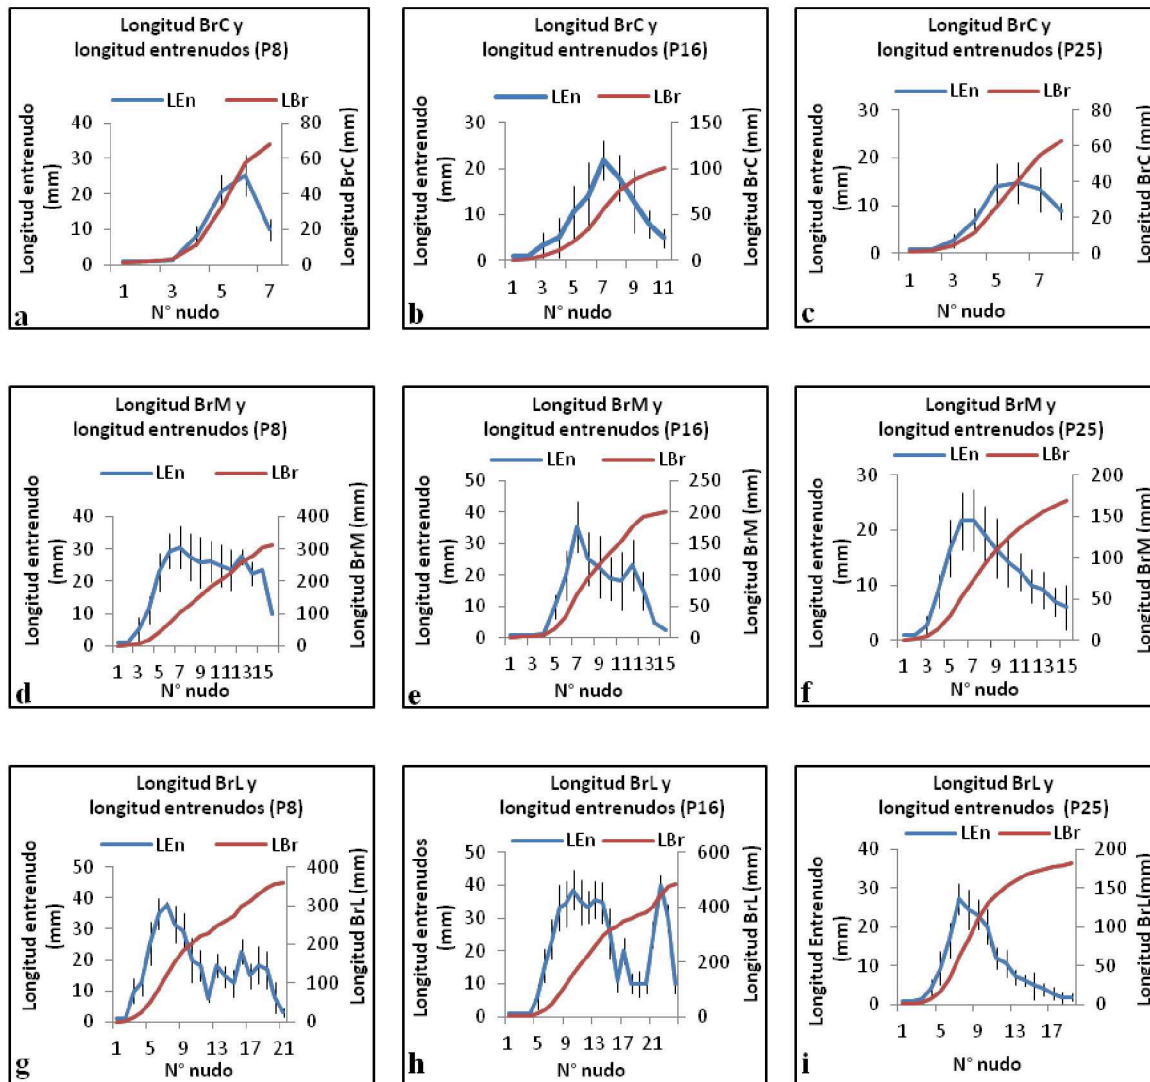 Longitud BrC y
longitud entrenudos (P8)
LEn LBr
Longitud entrenudo
(mm)
40
30
20
10
0
80
60
40
20
0
Longitud BrC (mm)
1 3 5 7
N° nudo
a
Longitud BrC y
longitud entrenudos (P16)
LEn LBr
Longitud entrenudo
(mm)
30
20
10
0
150
100
50
0
Longitud BrC (mm)
1 3 5 7 9 11
N° nudo
b
Longitud BrC y
longitud entrenudos (P25)
LEn LBr
Longitud entrenudo
(mm)
30
20
10
0
80
60
40
20
0
Longitud BrC (mm)
1 3 5 7
N° nudo
c
Longitud BrM y
longitud entrenudos (P8)
LEn LBr
Longitud entrenudo
(mm)
40
30
20
10
0
400
300
200
100
0
Longitud BrM (mm)
1 3 5 7 9 11 13 15
N° nudo
d
Longitud BrM y
longitud entrenudos (P16)
LEn LBr
Longitud entrenudo
(mm)
50
40
30
20
10
0
250
200
150
100
50
0
Longitud BrM (mm)
1 3 5 7 9 11 13 15
N° nudo
e
Longitud BrM y
longitud entrenudos (P25)
LEn LBr
Longitud entrenudo
(mm)
30
20
10
0
200
150
100
50
0
Longitud BrM (mm)
1 3 5 7 9 11 13 15
N° nudo
f
Longitud BrL y
longitud entrenudos (P8)
LEn LBr
Longitud entrenudo
(mm)
50
40
30
20
10
0
400
300
200
100
0
Longitud BrL (mm)
1 5 9 13 17 21
N° nudo
g
Longitud BrL y
longitud entrenudos (P16)
LEn LBr
Longitud entrenudos
(mm)
50
40
30
20
10
0
600
400
200
0
Longitud BrL (mm)
1 5 9 13 17 21
N° nudo
h
Longitud BrL y
longitud entrenudos (P25)
LEn LBr
Longitud Entrenudo
(mm)
40
30
20
10
0
200
150
100
50
0
Longitud BrL(mm)
1 5 9 13 17
N° nudo
i